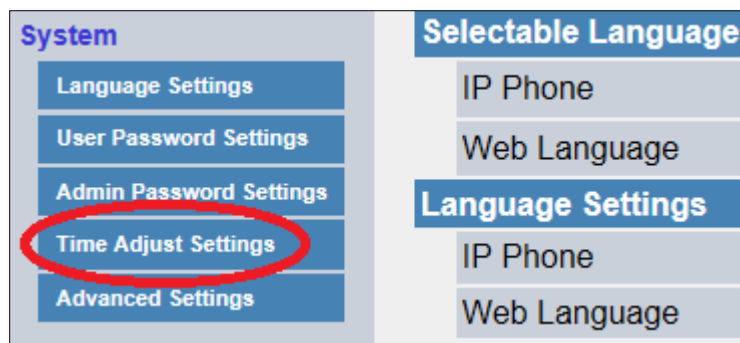 System
Language Settings
User Password Settings
Admin Password Settings
Time Adjust Settings
Advanced Settings
Selectable Language
IP Phone
Web Language
Language Settings
IP Phone
Web Language